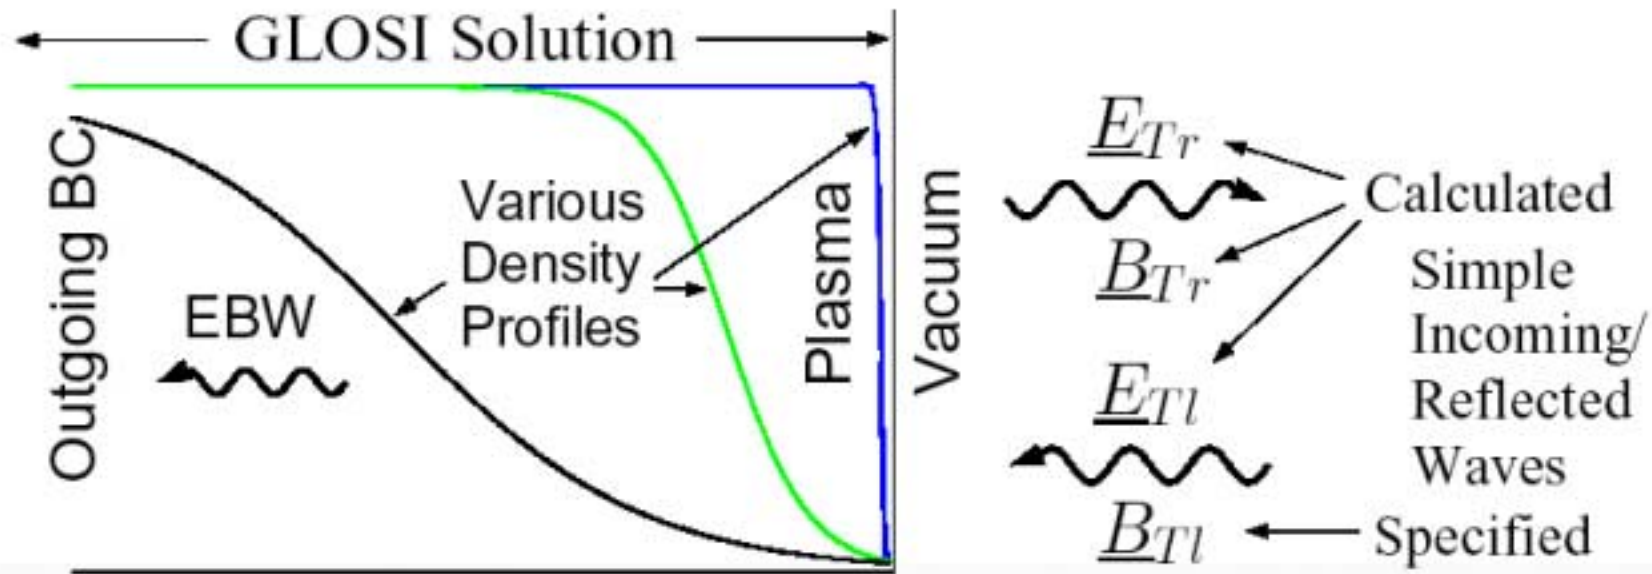 GLOSI Solution
Outgoing BC
EBW
Various
Density
Profiles
Plasma
Vacuum
E_Tr
B_Tr
E_Tl
B_Tl
Calculated
Simple
Incoming/
Reflected
Waves
Specified